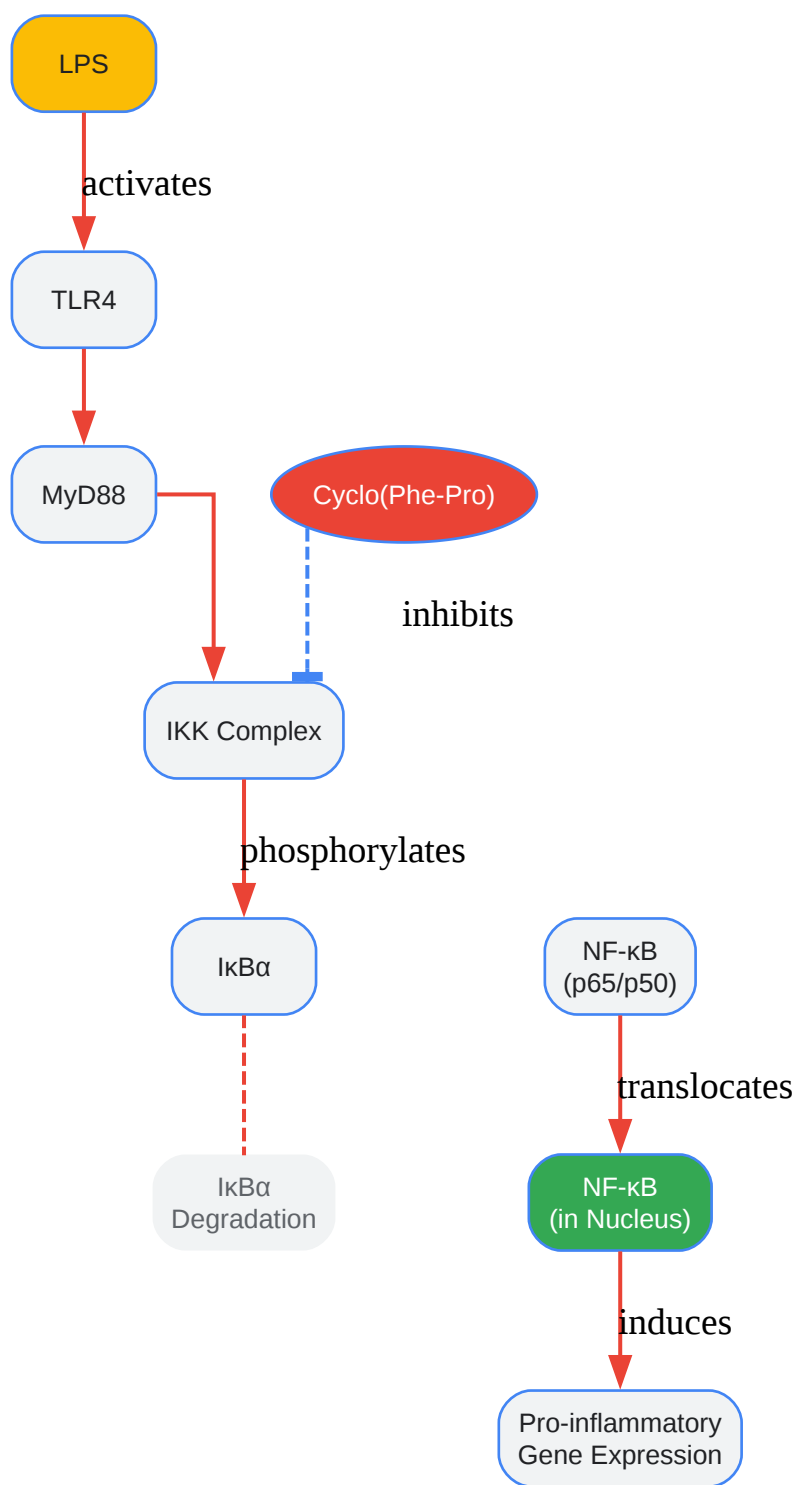 LPS
activates
TLR4
MyD88
Cyclo(Phe-Pro)
inhibits
IKK Complex
phosphorylates
IκBα
NF-κB
(p65/p50)
translocates
IκBα
Degradation
NF-κB
(in Nucleus)
induces
Pro-inflammatory
Gene Expression